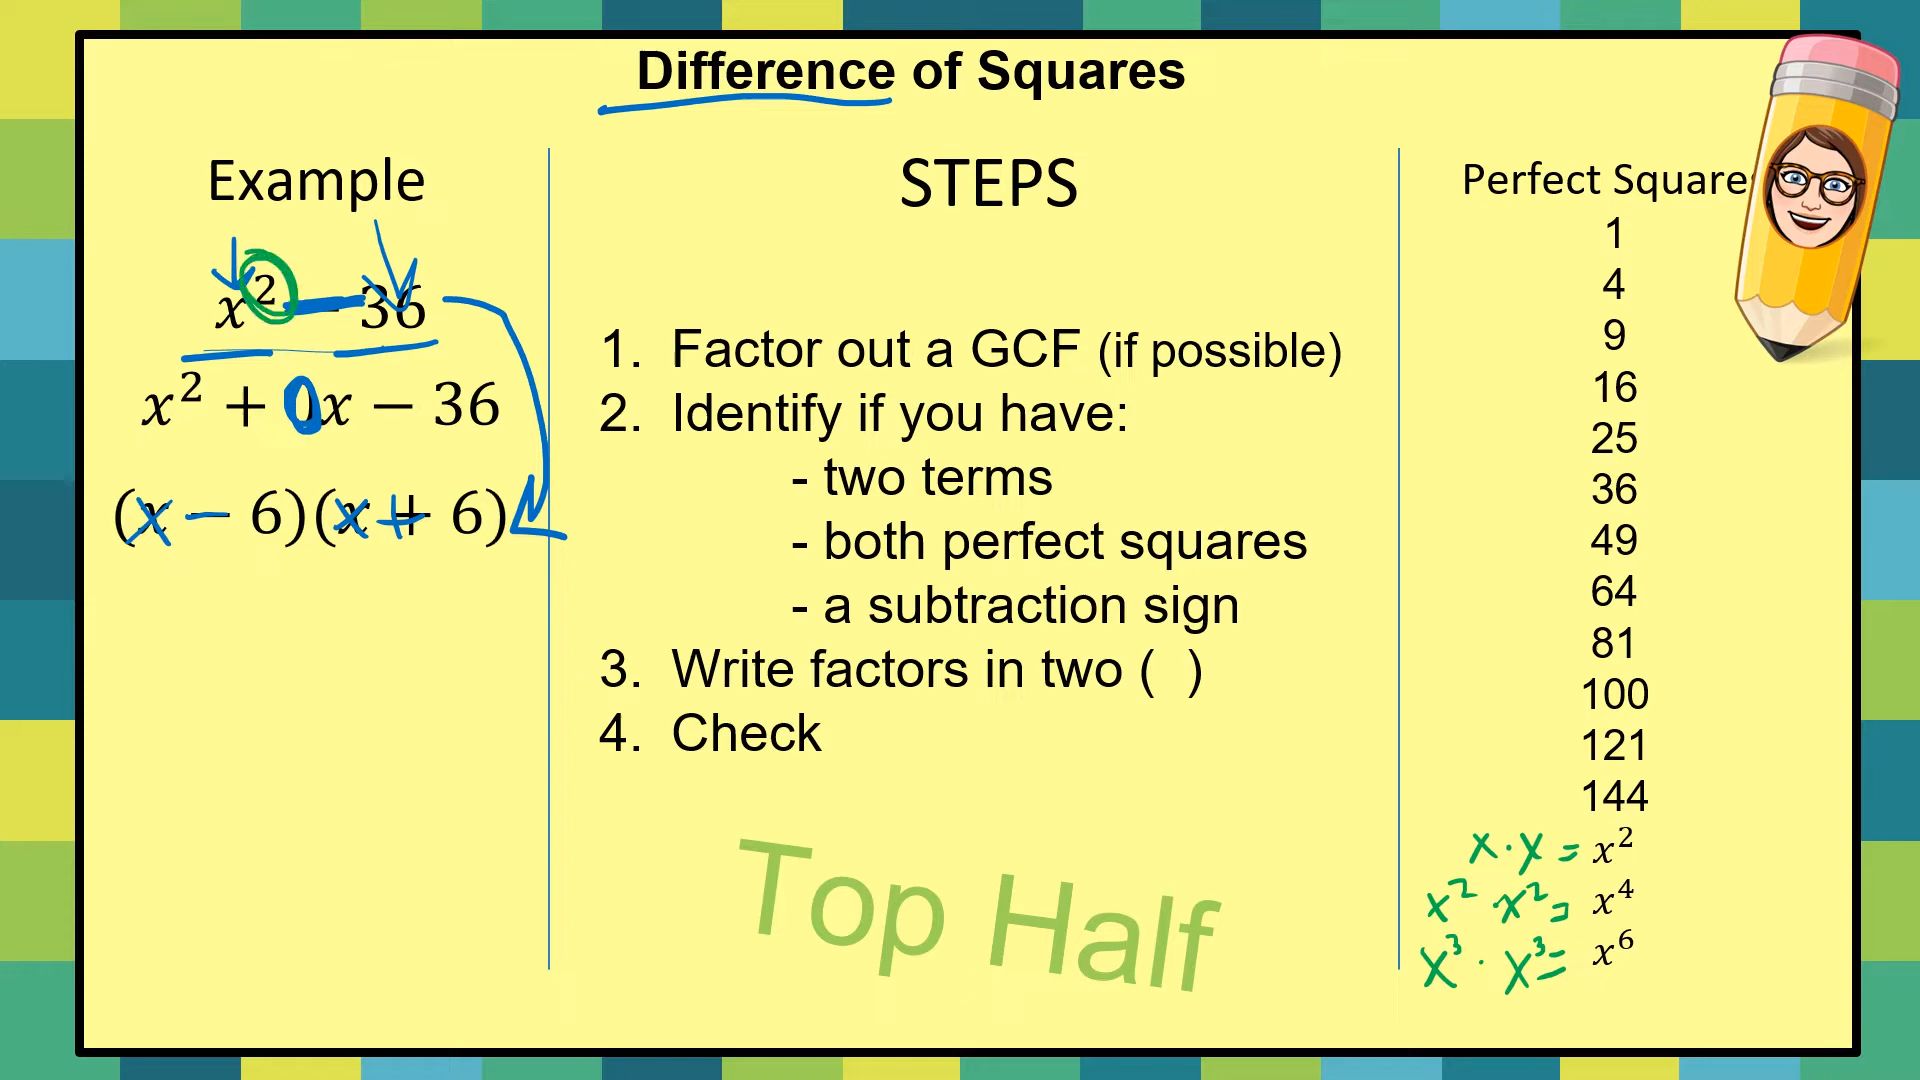 Difference of Squares
Example
x² − 36
x² + 0x − 36
(x − 6)(x + 6)
STEPS
1. Factor out a GCF (if possible)
2. Identify if you have:
- two terms
- both perfect squares
- a subtraction sign
3. Write factors in two ( )
4. Check
Top Half
Perfect Square
1
4
9
16
25
36
49
64
81
100
121
144
x · x = x²
x² · x² = x⁴
x³ · x³ = x⁶